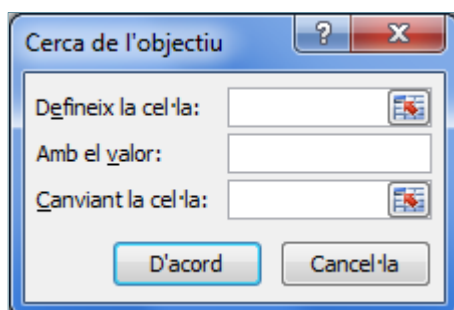 Cerca de l'objectiu
Defineix la cel·la:
Amb el valor:
Canviant la cel·la:
D'acord Cancel·la